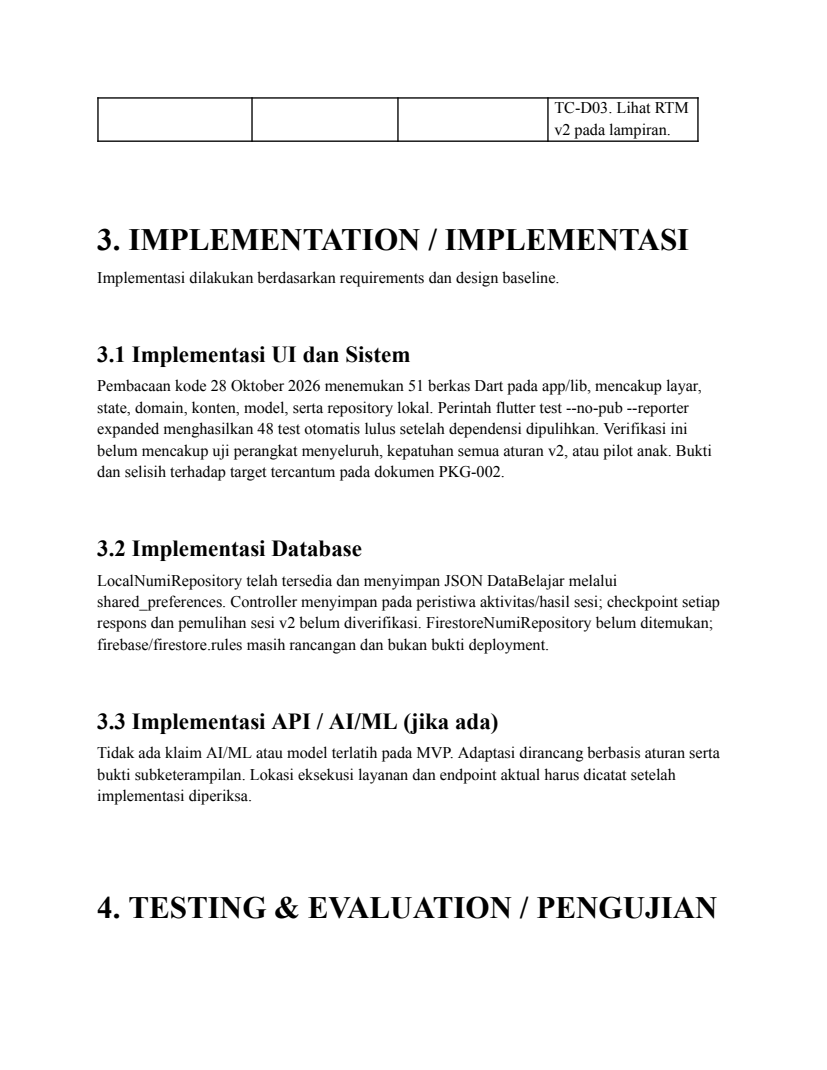 TC-D03. Lihat RTM
v2 pada lampiran.
3. IMPLEMENTATION / IMPLEMENTASI
Implementasi dilakukan berdasarkan requirements dan design baseline.
3.1 Implementasi UI dan Sistem
Pembacaan kode 28 Oktober 2026 menemukan 51 berkas Dart pada app/lib, mencakup layar,
state, domain, konten, model, serta repository lokal. Perintah flutter test --no-pub --reporter
expanded menghasilkan 48 test otomatis lulus setelah dependensi dipulihkan. Verifikasi ini
belum mencakup uji perangkat menyeluruh, kepatuhan semua aturan v2, atau pilot anak. Bukti
dan selisih terhadap target tercantum pada dokumen PKG-002.
3.2 Implementasi Database
LocalNumiRepository telah tersedia dan menyimpan JSON DataBelajar melalui
shared_preferences. Controller menyimpan pada peristiwa aktivitas/hasil sesi; checkpoint setiap
respons dan pemulihan sesi v2 belum diverifikasi. FirestoreNumiRepository belum ditemukan;
firebase/firestore.rules masih rancangan dan bukan bukti deployment.
3.3 Implementasi API / AI/ML (jika ada)
Tidak ada klaim AI/ML atau model terlatih pada MVP. Adaptasi dirancang berbasis aturan serta
bukti subketerampilan. Lokasi eksekusi layanan dan endpoint aktual harus dicatat setelah
implementasi diperiksa.
4. TESTING & EVALUATION / PENGUJIAN